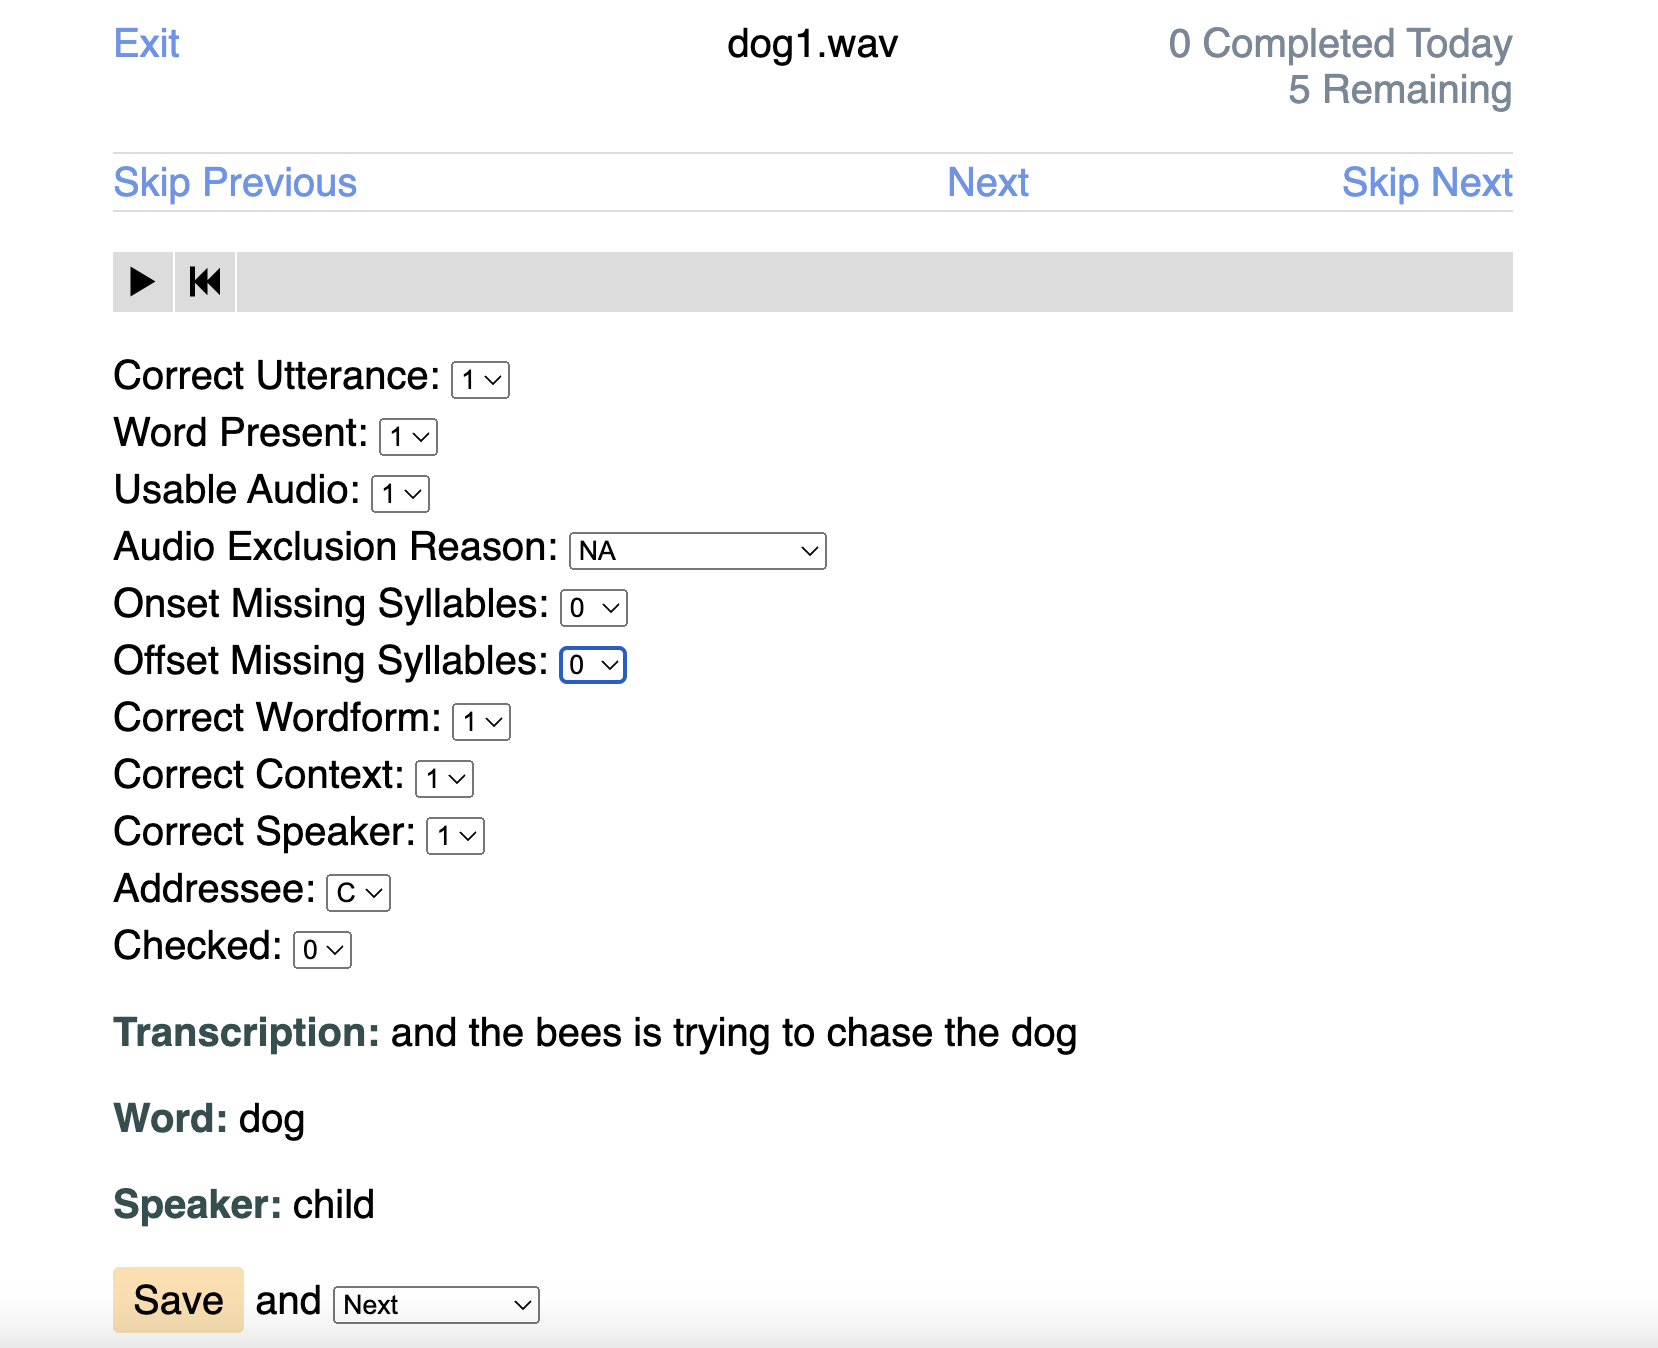 Exit dog1.wav 0 Completed Today
5 Remaining
Skip Previous Next Skip Next
Correct Utterance: 1
Word Present: 1
Usable Audio: 1
Audio Exclusion Reason: NA
Onset Missing Syllables: 0
Offset Missing Syllables: 0
Correct Wordform: 1
Correct Context: 1
Correct Speaker: 1
Addressee: C
Checked: 0
Transcription: and the bees is trying to chase the dog
Word: dog
Speaker: child
Save and Next